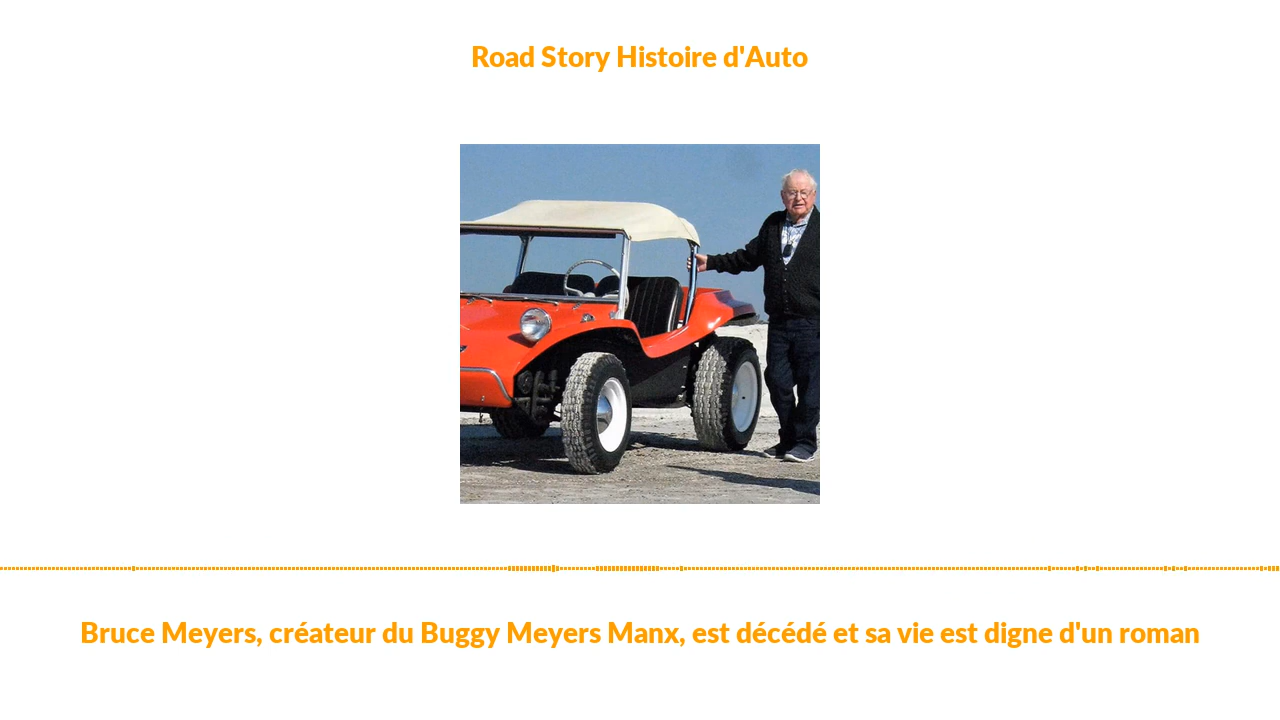 Road Story Histoire d'Auto
Bruce Meyers, créateur du Buggy Meyers Manx, est décédé et sa vie est digne d'un roman